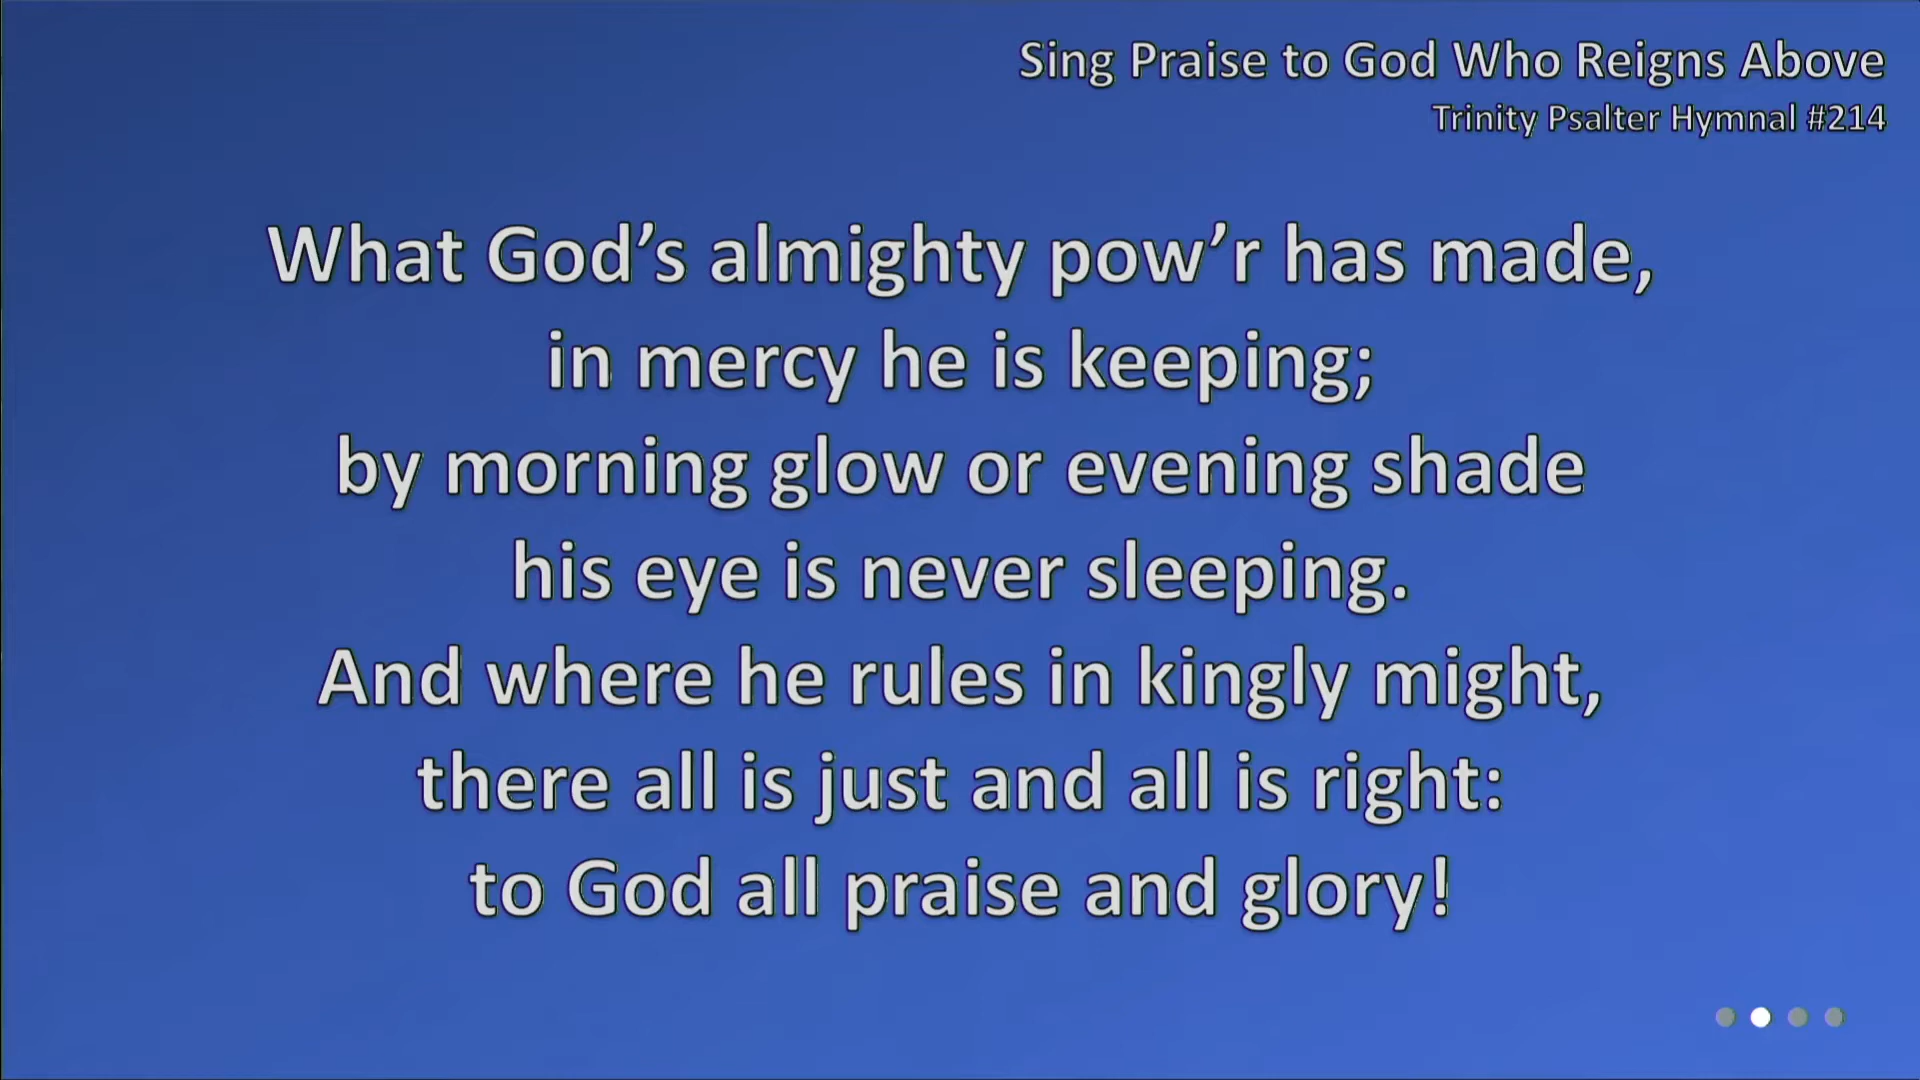 Sing Praise to God Who Reigns Above
Trinity Psalter Hymnal #214
What God’s almighty pow’r has made,
in mercy he is keeping;
by morning glow or evening shade
his eye is never sleeping.
And where he rules in kingly might,
there all is just and all is right:
to God all praise and glory!